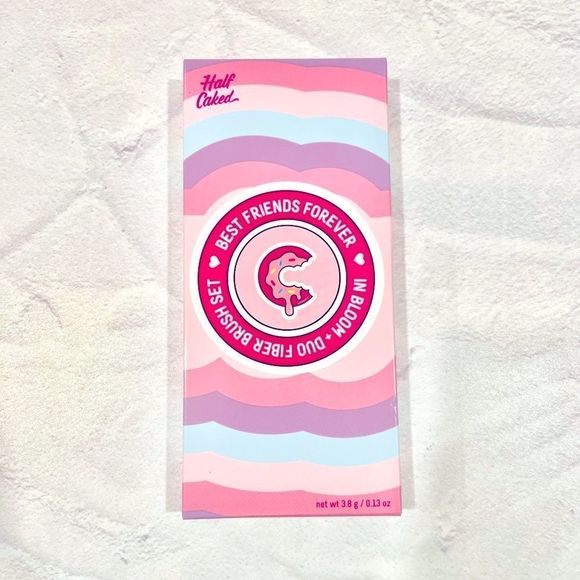 Half
Caked
BEST FRIENDS FOREVER
IN BLOOM + DUO FIBER BRUSH SET
net wt 3.8 g / 0.13 oz